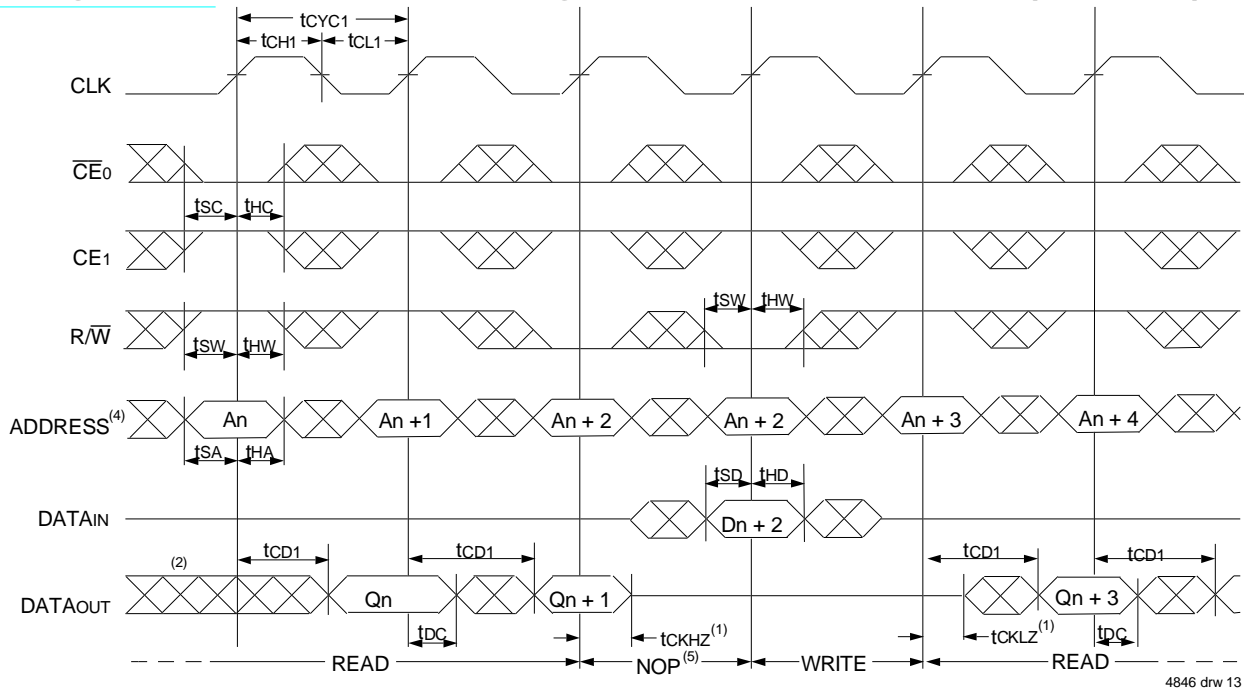 tCYC1
tCH1 tCL1
CLK
CE0
tSC tHC
CE1
tSW tHW
R/W
tSW tHW
ADDRESS(4) An An +1 An + 2 An + 2 An + 3 An + 4
tSA tHA
tSD tHD
DATAIN Dn + 2
tCD1 tCD1 tCD1 tCD1
(2)
DATAOUT Qn Qn + 1 Qn + 3
tDC tCKHZ(1) tCKLZ(1) tDC
READ NOP(5) WRITE READ
4846 drw 13